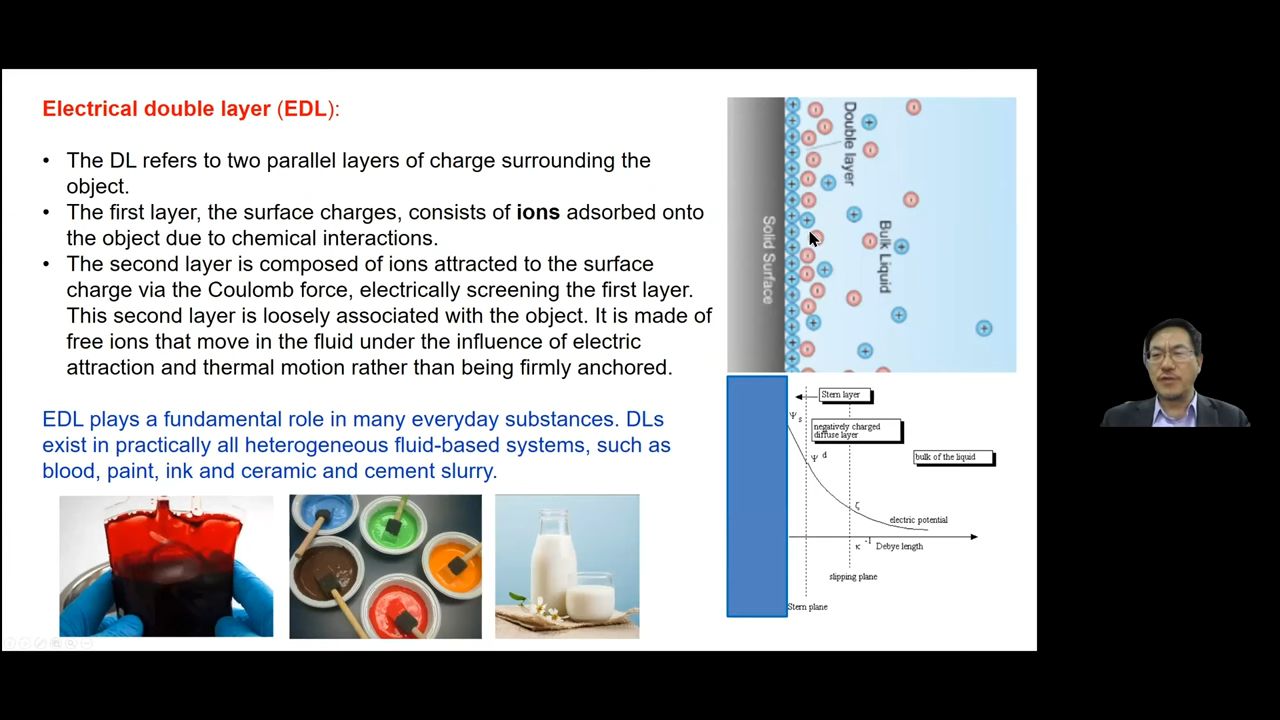 Electrical double layer (EDL):
• The DL refers to two parallel layers of charge surrounding the
object.
• The first layer, the surface charges, consists of ions adsorbed onto
the object due to chemical interactions.
• The second layer is composed of ions attracted to the surface
charge via the Coulomb force, electrically screening the first layer.
This second layer is loosely associated with the object. It is made of
free ions that move in the fluid under the influence of electric
attraction and thermal motion rather than being firmly anchored.
EDL plays a fundamental role in many everyday substances. DLs
exist in practically all heterogeneous fluid-based systems, such as
blood, paint, ink and ceramic and cement slurry.
Solid Surface
Double layer
Bulk Liquid
Stern layer
Ψ s
negatively charged
diffuse layer
bulk of the liquid
Ψ d
ζ
electric potential
κ -1 Debye length
slipping plane
Stern plane